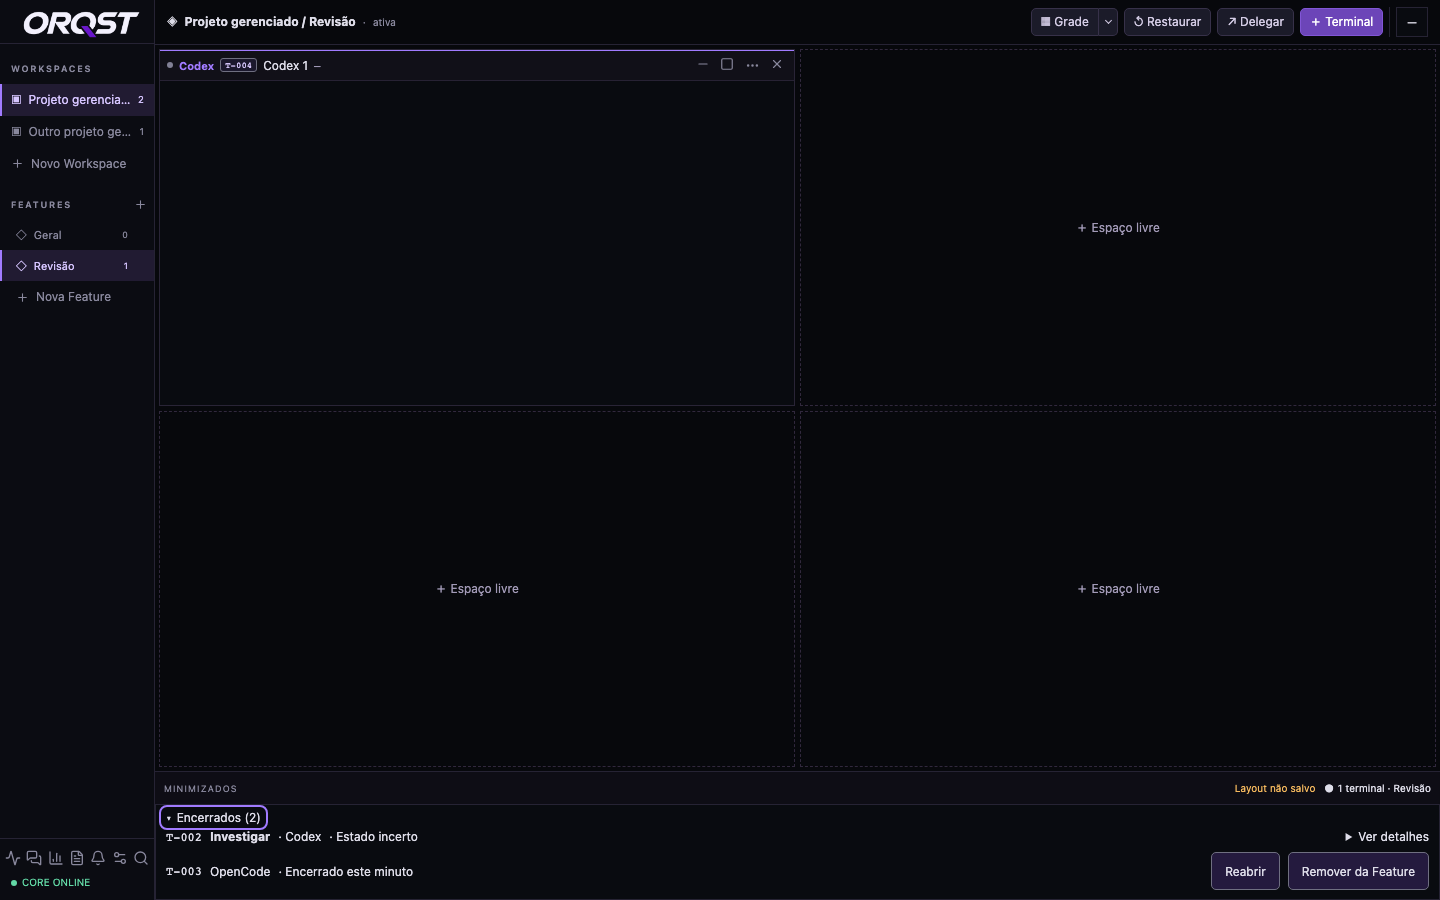 ORQST
◈ Projeto gerenciado / Revisão · ativa
▦ Grade
Restaurar
Delegar
+ Terminal
WORKSPACES
Projeto gerencia... 2
Outro projeto ge... 1
+ Novo Workspace
FEATURES +
Geral 0
Revisão 1
+ Nova Feature
CORE ONLINE
Codex T-004 Codex 1 –
+ Espaço livre
+ Espaço livre
+ Espaço livre
MINIMIZADOS
Layout não salvo
1 terminal · Revisão
Encerrados (2)
T-002 Investigar · Codex · Estado incerto
Ver detalhes
T-003 OpenCode · Encerrado este minuto
Reabrir
Remover da Feature